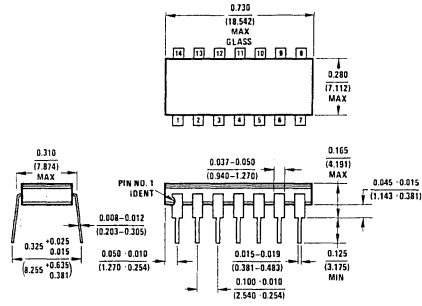 0.730
(18.542)
MAX
GLASS
14 13 12 11 10 9 8
1 2 3 4 5 6 7
0.280
(7.112)
MAX
0.310
(7.874)
MAX
0.037-0.050
(0.940-1.270)
0.165
(4.191)
MAX
PIN NO. 1
IDENT
0.045 ·0.015
(1.143 ·0.381)
0.008-0.012
(0.203-0.305)
0.325 +0.025
0.015
(8.255 +0.635)
0.381
0.050 ·0.010
(1.270 ·0.254)
0.015-0.019
(0.381-0.483)
0.125
(3.175)
MIN
0.100 ·0.010
(2.540 ·0.254)